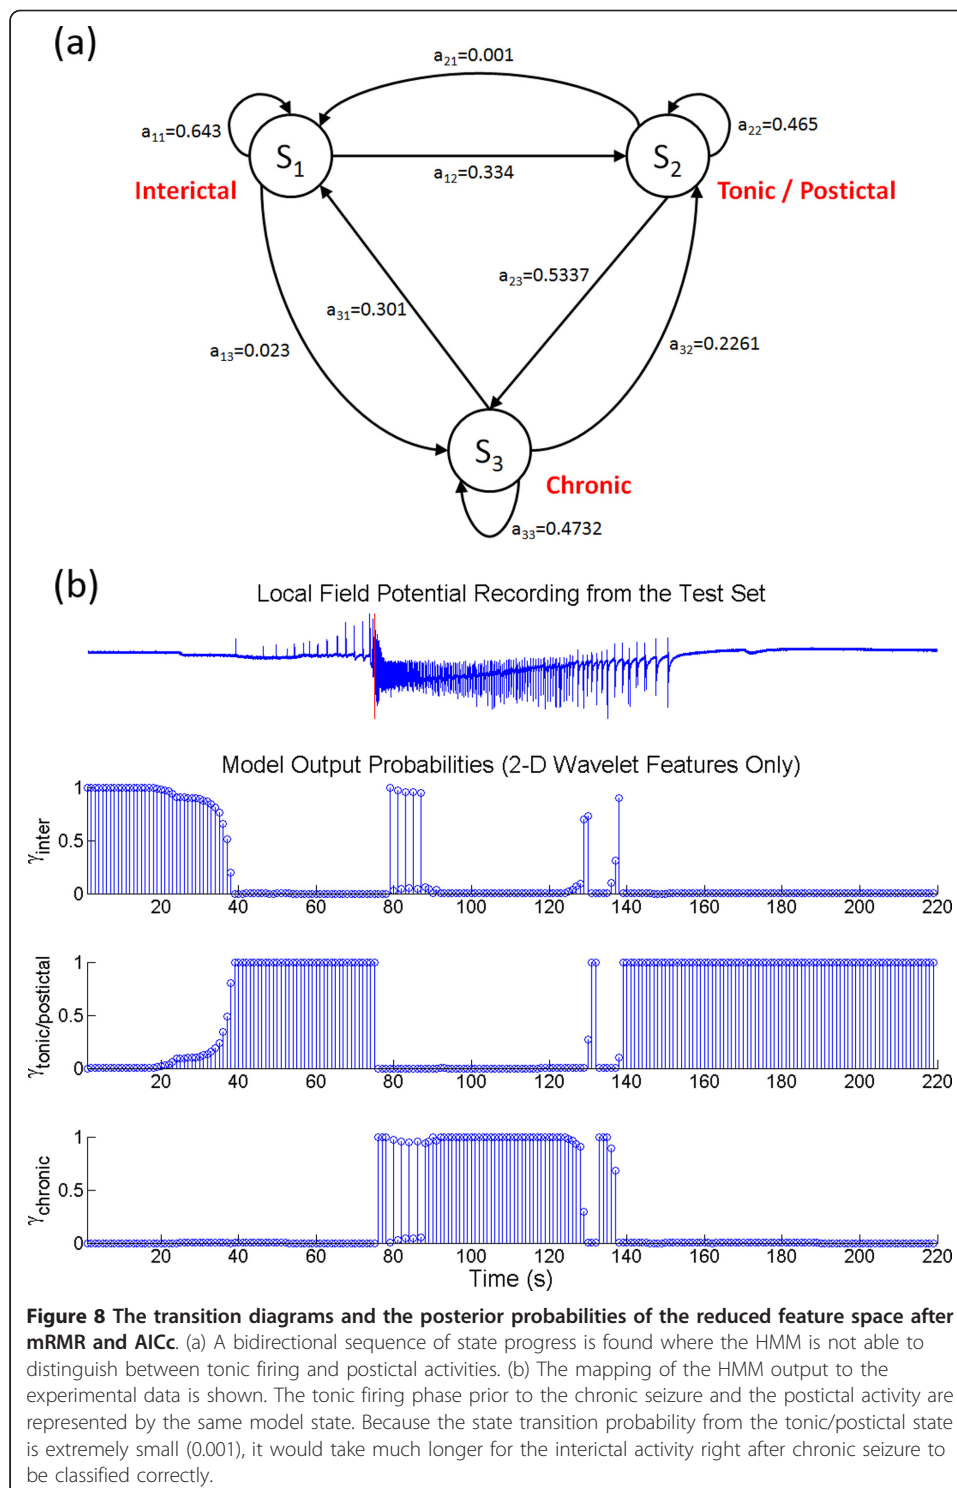 (a)
a21=0.001
a11=0.643
S1
S2
a22=0.465
a12=0.334
Interictal
Tonic / Postictal
a23=0.5337
a31=0.301
a13=0.023
a32=0.2261
S3
Chronic
a33=0.4732
(b)
Local Field Potential Recording from the Test Set
Model Output Probabilities (2-D Wavelet Features Only)
γinter
1
0.5
0
20 40 60 80 100 120 140 160 180 200 220
γtonic/postictal
1
0.5
0
20 40 60 80 100 120 140 160 180 200 220
γchronic
1
0.5
0
20 40 60 80 100 120 140 160 180 200 220
Time (s)
Figure 8 The transition diagrams and the posterior probabilities of the reduced feature space after
mRMR and AICc. (a) A bidirectional sequence of state progress is found where the HMM is not able to
distinguish between tonic firing and postictal activities. (b) The mapping of the HMM output to the
experimental data is shown. The tonic firing phase prior to the chronic seizure and the postictal activity are
represented by the same model state. Because the state transition probability from the tonic/postictal state
is extremely small (0.001), it would take much longer for the interictal activity right after chronic seizure to
be classified correctly.